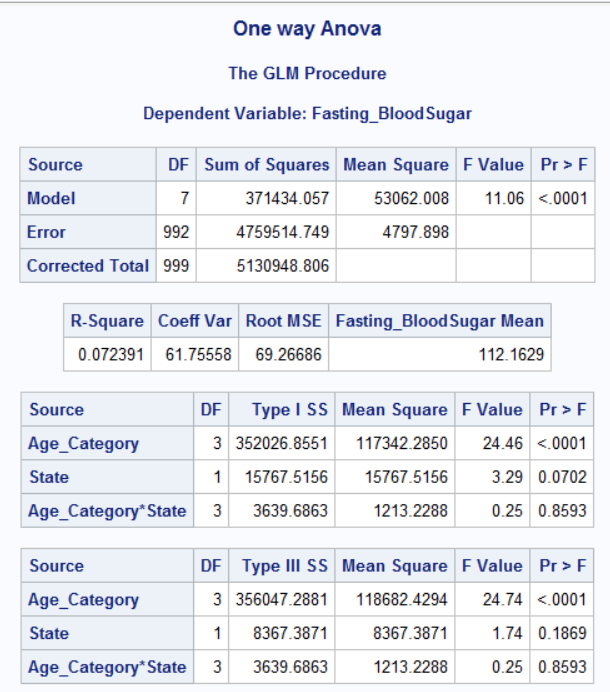 One way Anova
The GLM Procedure
Dependent Variable: Fasting_BloodSugar
Source DF Sum of Squares Mean Square F Value Pr > F
Model 7 371434.057 53062.008 11.06 <.0001
Error 992 4759514.749 4797.898
Corrected Total 999 5130948.806
R-Square Coeff Var Root MSE Fasting_BloodSugar Mean
0.072391 61.75558 69.26686 112.1629
Source DF Type I SS Mean Square F Value Pr > F
Age_Category 3 352026.8551 117342.2850 24.46 <.0001
State 1 15767.5156 15767.5156 3.29 0.0702
Age_Category*State 3 3639.6863 1213.2288 0.25 0.8593
Source DF Type III SS Mean Square F Value Pr > F
Age_Category 3 356047.2881 118682.4294 24.74 <.0001
State 1 8367.3871 8367.3871 1.74 0.1869
Age_Category*State 3 3639.6863 1213.2288 0.25 0.8593